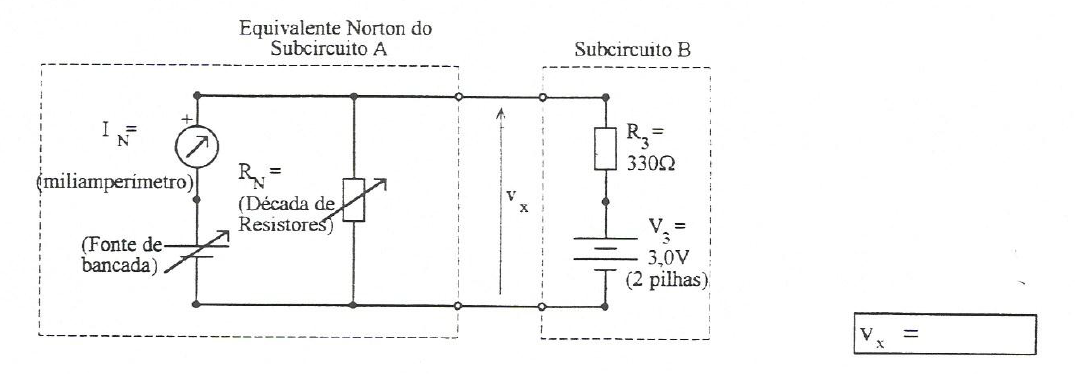 Equivalente Norton do
Subcircuito A
Subcircuito B
+
I_N =
(miliamperímetro)
R_N =
(Década de
Resistores)
(Fonte de
bancada)
v_x
R_3 =
330Ω
V_3 =
3,0V
(2 pilhas)
v_x =